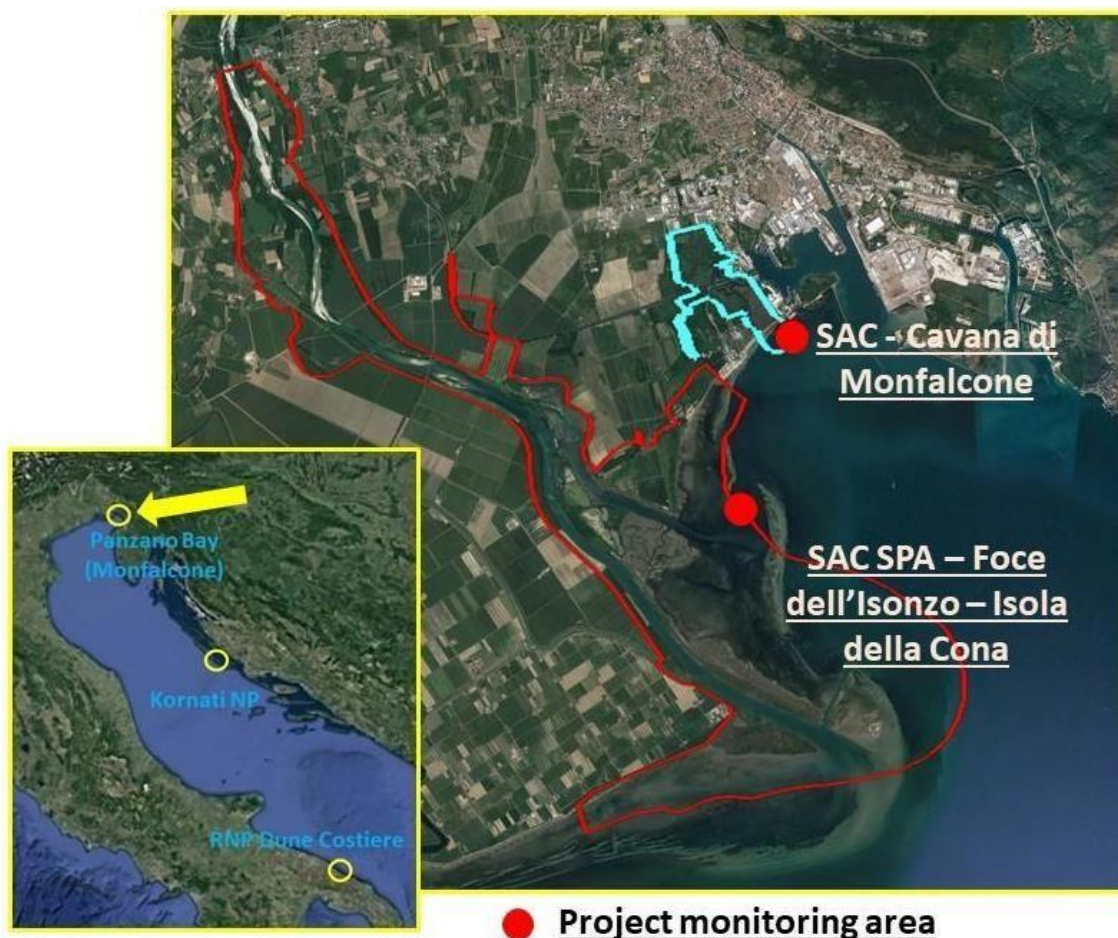 SAC - Cavana di
Monfalcone
SAC SPA – Foce
dell'Isonzo – Isola
della Cona
Panzano Bay
(Monfalcone)
Kornati NP
RNP Dune Costiere
Project monitoring area